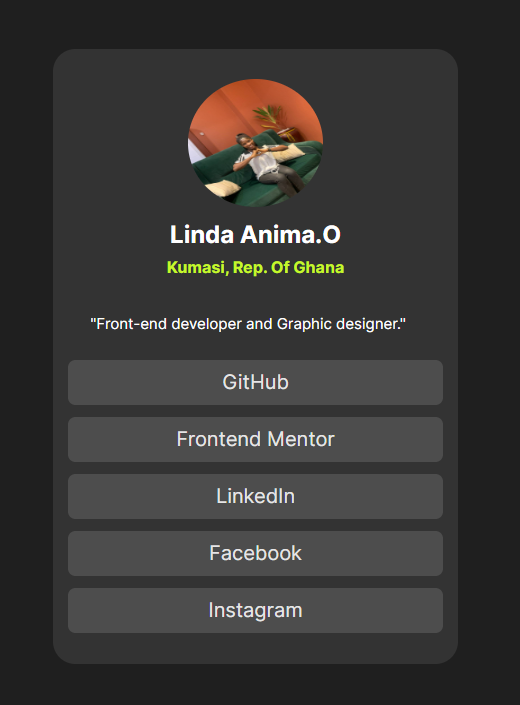 Linda Anima.O
Kumasi, Rep. Of Ghana
"Front-end developer and Graphic designer."
GitHub
Frontend Mentor
LinkedIn
Facebook
Instagram